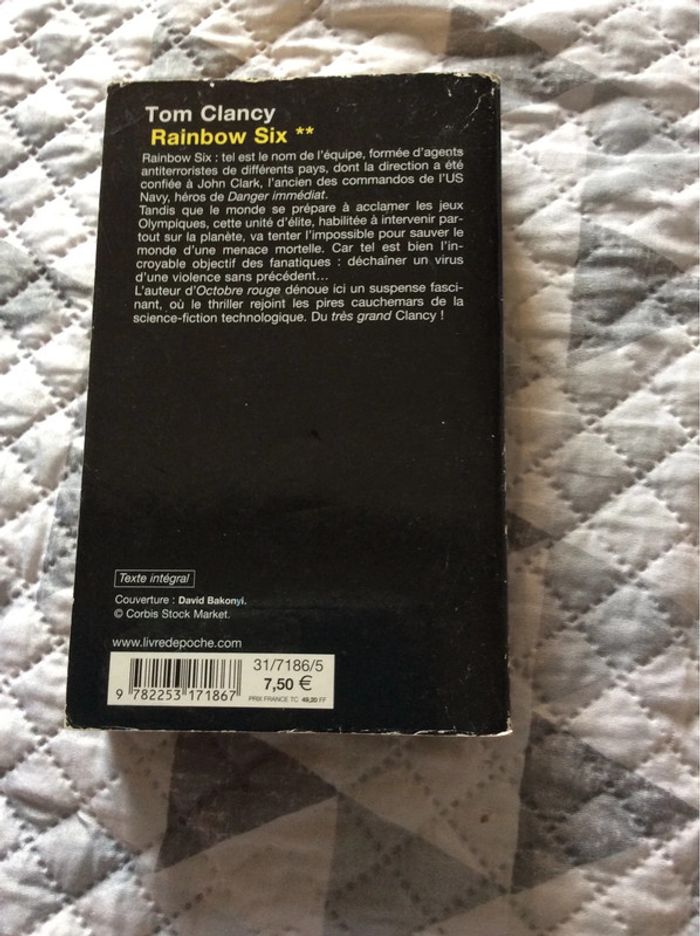 Tom Clancy
Rainbow Six **
Rainbow Six : tel est le nom de l'équipe, formée d'agents
antiterroristes de différents pays, dont la direction a été
confiée à John Clark, l'ancien des commandos de l'US
Navy, héros de Danger immédiat.
Tandis que le monde se prépare à acclamer les jeux
Olympiques, cette unité d'élite, habilitée à intervenir par-
tout sur la planète, va tenter l'impossible pour sauver le
monde d'une menace mortelle. Car tel est bien l'in-
croyable objectif des fanatiques : déchaîner un virus
d'une violence sans précédent...
L'auteur d'Octobre rouge dénoue ici un suspense fasci-
nant, où le thriller rejoint les pires cauchemars de la
science-fiction technologique. Du très grand Clancy !
Texte intégral
Couverture : David Bakonyi.
© Corbis Stock Market.
www.livredepoche.com
31/7186/5
7,50 €
PRIX FRANCE TC 49,20 FF
9 782253 171867